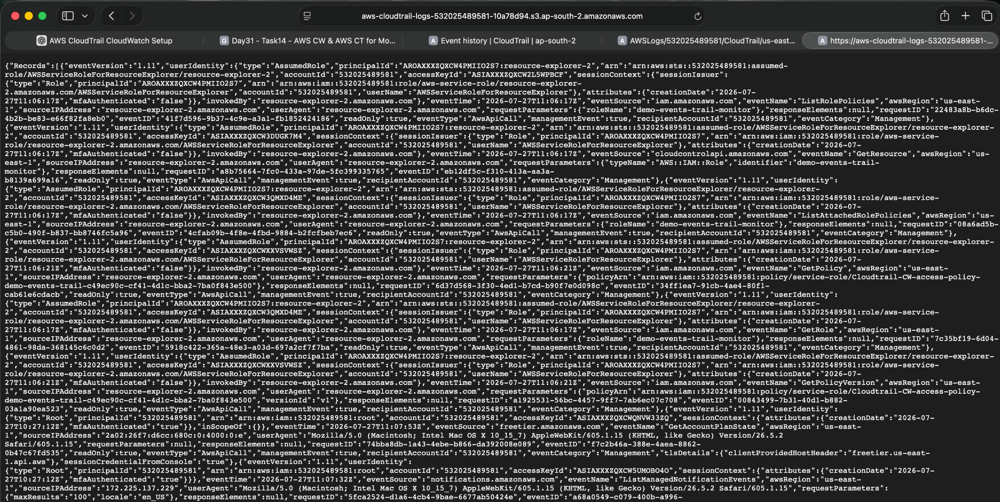 aws-cloudtrail-logs-532025489581-10a78d94.s3.ap-south-2.amazonaws.com
AWS CloudTrail CloudWatch Setup
G Day31 - Task14 - AWS CW & AWS CT for Mo...
A Event history | CloudTrail | ap-south-2
A AWSLogs/532025489581/CloudTrail/us-east...
A https://aws-cloudtrail-logs-532025489581-...
{"Records":[{"eventVersion":"1.11","userIdentity":{"type":"AssumedRole","principalId":"AROAXXXZQXCW4PMIIO2S7:resource-explorer-2","arn":"arn:aws:sts::532025489581:assumed-
role/AWSServiceRoleForResourceExplorer/resource-explorer-2","accountId":"532025489581","accessKeyId":"ASIAXXXZQXCW2L5WPBCF","sessionContext":{"sessionIssuer":
{"type":"Role","principalId":"AROAXXXZQXCW4PMIIO2S7","arn":"arn:aws:iam::532025489581:role/aws-service-role/resource-explorer-
2.amazonaws.com/AWSServiceRoleForResourceExplorer","accountId":"532025489581","userName":"AWSServiceRoleForResourceExplorer"},"attributes":{"creationDate":"2026-07-
27T11:06:17Z","mfaAuthenticated":"false"}},"invokedBy":"resource-explorer-2.amazonaws.com"},"eventTime":"2026-07-27T11:06:17Z","eventSource":"iam.amazonaws.com","eventName":"ListRolePolicies","awsRegion":"us-east-
1","sourceIPAddress":"resource-explorer-2.amazonaws.com","userAgent":"resource-explorer-2.amazonaws.com","requestParameters":{"roleName":"demo-events-trail-monitor"},"responseElements":null,"requestID":"22483a8b-b6dc-
4b2b-be83-e66f82fa8eb0","eventID":"41f7d596-9b37-4c9e-a3a1-fb1852424186","readOnly":true,"eventType":"AwsApiCall","managementEvent":true,"recipientAccountId":"532025489581","eventCategory":"Management"},
{"eventVersion":"1.11","userIdentity":{"type":"AssumedRole","principalId":"AROAXXXZQXCW4PMIIO2S7:resource-explorer-2","arn":"arn:aws:sts::532025489581:assumed-role/AWSServiceRoleForResourceExplorer/resource-explorer-
2","accountId":"532025489581","accessKeyId":"ASIAXXXZQXCW3DUGK7M4","sessionContext":{"sessionIssuer":{"type":"Role","principalId":"AROAXXXZQXCW4PMIIO2S7","arn":"arn:aws:iam::532025489581:role/aws-service-
role/resource-explorer-2.amazonaws.com/AWSServiceRoleForResourceExplorer","accountId":"532025489581","userName":"AWSServiceRoleForResourceExplorer"},"attributes":{"creationDate":"2026-07-
27T11:06:17Z","mfaAuthenticated":"false"}},"invokedBy":"resource-explorer-2.amazonaws.com"},"eventTime":"2026-07-27T11:06:17Z","eventSource":"cloudcontrolapi.amazonaws.com","eventName":"GetResource","awsRegion":"us-
east-1","sourceIPAddress":"resource-explorer-2.amazonaws.com","userAgent":"resource-explorer-2.amazonaws.com","requestParameters":{"typeName":"AWS::IAM::Role","identifier":"demo-events-trail-
monitor"},"responseElements":null,"requestID":"a8b75664-7fc0-433a-97de-5fc399335765","eventID":"eb12df5c-f310-413a-aa3a-
b8139a699a16","readOnly":true,"eventType":"AwsApiCall","managementEvent":true,"recipientAccountId":"532025489581","eventCategory":"Management"},{"eventVersion":"1.11","userIdentity":
{"type":"AssumedRole","principalId":"AROAXXXZQXCW4PMIIO2S7:resource-explorer-2","arn":"arn:aws:sts::532025489581:assumed-role/AWSServiceRoleForResourceExplorer/resource-explorer-
2","accountId":"532025489581","accessKeyId":"ASIAXXXZQXCW3QMXD4ME","sessionContext":{"sessionIssuer":{"type":"Role","principalId":"AROAXXXZQXCW4PMIIO2S7","arn":"arn:aws:iam::532025489581:role/aws-service-
role/resource-explorer-2.amazonaws.com/AWSServiceRoleForResourceExplorer","accountId":"532025489581","userName":"AWSServiceRoleForResourceExplorer"},"attributes":{"creationDate":"2026-07-
27T11:06:17Z","mfaAuthenticated":"false"}},"invokedBy":"resource-explorer-2.amazonaws.com"},"eventTime":"2026-07-27T11:06:17Z","eventSource":"iam.amazonaws.com","eventName":"ListAttachedRolePolicies","awsRegion":"us-
east-1","sourceIPAddress":"resource-explorer-2.amazonaws.com","userAgent":"resource-explorer-2.amazonaws.com","requestParameters":{"roleName":"demo-events-trail-monitor"},"responseElements":null,"requestID":"08a6ad5b-
c5b0-490f-b837-bb8746fc5a96","eventID":"4cfab09b-4f8e-4fbd-9884-b2fcfbeb7ec6","readOnly":true,"eventType":"AwsApiCall","managementEvent":true,"recipientAccountId":"532025489581","eventCategory":"Management"},
{"eventVersion":"1.11","userIdentity":{"type":"AssumedRole","principalId":"AROAXXXZQXCW4PMIIO2S7:resource-explorer-2","arn":"arn:aws:sts::532025489581:assumed-role/AWSServiceRoleForResourceExplorer/resource-explorer-
2","accountId":"532025489581","accessKeyId":"ASIAXXXZQXCWXXVSVWSZ","sessionContext":{"sessionIssuer":{"type":"Role","principalId":"AROAXXXZQXCW4PMIIO2S7","arn":"arn:aws:iam::532025489581:role/aws-service-
role/resource-explorer-2.amazonaws.com/AWSServiceRoleForResourceExplorer","accountId":"532025489581","userName":"AWSServiceRoleForResourceExplorer"},"attributes":{"creationDate":"2026-07-
27T11:06:21Z","mfaAuthenticated":"false"}},"invokedBy":"resource-explorer-2.amazonaws.com"},"eventTime":"2026-07-27T11:06:21Z","eventSource":"iam.amazonaws.com","eventName":"GetPolicy","awsRegion":"us-east-
1","sourceIPAddress":"resource-explorer-2.amazonaws.com","userAgent":"resource-explorer-2.amazonaws.com","requestParameters":{"policyArn":"arn:aws:iam::532025489581:policy/service-role/Cloudtrail-CW-access-policy-
demo-events-trail-c49ec90c-cf41-4d1c-bba2-7ba0f843e500"},"responseElements":null,"requestID":"6d37d568-3f30-4ed1-b7cd-b90f7e0d098c","eventID":"34ff1ea7-91cb-4ae4-80f1-
cab61e6cdacb","readOnly":true,"eventType":"AwsApiCall","managementEvent":true,"recipientAccountId":"532025489581","eventCategory":"Management"},{"eventVersion":"1.11","userIdentity":
{"type":"AssumedRole","principalId":"AROAXXXZQXCW4PMIIO2S7:resource-explorer-2","arn":"arn:aws:sts::532025489581:assumed-role/AWSServiceRoleForResourceExplorer/resource-explorer-
2","accountId":"532025489581","accessKeyId":"ASIAXXXZQXCW3QMXD4ME","sessionContext":{"sessionIssuer":{"type":"Role","principalId":"AROAXXXZQXCW4PMIIO2S7","arn":"arn:aws:iam::532025489581:role/aws-service-
role/resource-explorer-2.amazonaws.com/AWSServiceRoleForResourceExplorer","accountId":"532025489581","userName":"AWSServiceRoleForResourceExplorer"},"attributes":{"creationDate":"2026-07-
27T11:06:17Z","mfaAuthenticated":"false"}},"invokedBy":"resource-explorer-2.amazonaws.com"},"eventTime":"2026-07-27T11:06:17Z","eventSource":"iam.amazonaws.com","eventName":"GetRole","awsRegion":"us-east-
1","sourceIPAddress":"resource-explorer-2.amazonaws.com","userAgent":"resource-explorer-2.amazonaws.com","requestParameters":{"roleName":"demo-events-trail-monitor"},"responseElements":null,"requestID":"7c35bf19-6d04-
4861-98da-368145c6c0d2","eventID":"5918c422-365a-48e3-a03d-697a2cf7f7ba","readOnly":true,"eventType":"AwsApiCall","managementEvent":true,"recipientAccountId":"532025489581","eventCategory":"Management"},
{"eventVersion":"1.11","userIdentity":{"type":"AssumedRole","principalId":"AROAXXXZQXCW4PMIIO2S7:resource-explorer-2","arn":"arn:aws:sts::532025489581:assumed-role/AWSServiceRoleForResourceExplorer/resource-explorer-
2","accountId":"532025489581","accessKeyId":"ASIAXXXZQXCWXXVSVWSZ","sessionContext":{"sessionIssuer":{"type":"Role","principalId":"AROAXXXZQXCW4PMIIO2S7","arn":"arn:aws:iam::532025489581:role/aws-service-
role/resource-explorer-2.amazonaws.com/AWSServiceRoleForResourceExplorer","accountId":"532025489581","userName":"AWSServiceRoleForResourceExplorer"},"attributes":{"creationDate":"2026-07-
27T11:06:21Z","mfaAuthenticated":"false"}},"invokedBy":"resource-explorer-2.amazonaws.com"},"eventTime":"2026-07-27T11:06:21Z","eventSource":"iam.amazonaws.com","eventName":"GetPolicyVersion","awsRegion":"us-east-
1","sourceIPAddress":"resource-explorer-2.amazonaws.com","userAgent":"resource-explorer-2.amazonaws.com","requestParameters":{"policyArn":"arn:aws:iam::532025489581:policy/service-role/Cloudtrail-CW-access-policy-
demo-events-trail-c49ec90c-cf41-4d1c-bba2-7ba0f843e500","versionId":"v1"},"responseElements":null,"requestID":"a1925531-56bc-4457-9ff7-7ab6ec07c708","eventID":"00843499-7b31-40d1-b882-
03a1a90ea523","readOnly":true,"eventType":"AwsApiCall","managementEvent":true,"recipientAccountId":"532025489581","eventCategory":"Management"},{"eventVersion":"1.11","userIdentity":
{"type":"Root","principalId":"532025489581","arn":"arn:aws:iam::532025489581:root","accountId":"532025489581","accessKeyId":"ASIAXXXZQXCWQNVW33ZQ","sessionContext":{"attributes":{"creationDate":"2026-07-
27T10:27:12Z","mfaAuthenticated":"true"}},"inScopeOf":{}},"eventTime":"2026-07-27T11:07:53Z","eventSource":"freetier.amazonaws.com","eventName":"GetAccountPlanState","awsRegion":"us-east-
1","sourceIPAddress":"2a02:26f7:d6cc:680c:0:4000:0:e","userAgent":"Mozilla/5.0 (Macintosh; Intel Mac OS X 10_15_7) AppleWebKit/605.1.15 (KHTML, like Gecko) Version/26.5.2
Safari/605.1.15","requestParameters":null,"responseElements":null,"requestID":"74bba8db-1a43-4ebe-b866-da392008e089","eventID":"f7c2b46a-388e-4aea-8862-
0b47c67fd535","readOnly":true,"eventType":"AwsApiCall","managementEvent":true,"recipientAccountId":"532025489581","eventCategory":"Management","tlsDetails":{"clientProvidedHostHeader":"freetier.us-east-
1.api.aws"},"sessionCredentialFromConsole":"true"},{"eventVersion":"1.11","userIdentity":
{"type":"Root","principalId":"532025489581","arn":"arn:aws:iam::532025489581:root","accountId":"532025489581","accessKeyId":"ASIAXXXZQXCW5UMOBO4O","sessionContext":{"attributes":{"creationDate":"2026-07-
27T10:27:12Z","mfaAuthenticated":"true"}}},"eventTime":"2026-07-27T11:07:32Z","eventSource":"notifications.amazonaws.com","eventName":"ListManagedNotificationEvents","awsRegion":"us-east-
1","sourceIPAddress":"172.225.137.229","userAgent":"Mozilla/5.0 (Macintosh; Intel Mac OS X 10_15_7) AppleWebKit/605.1.15 (KHTML, like Gecko) Version/26.5.2 Safari/605.1.15","requestParameters":
{"maxResults":"100","locale":"en_US"},"responseElements":null,"requestID":"5fca2524-d1a6-4cb4-9bae-6677ab50424e","eventID":"a68a0549-c079-400b-a996-